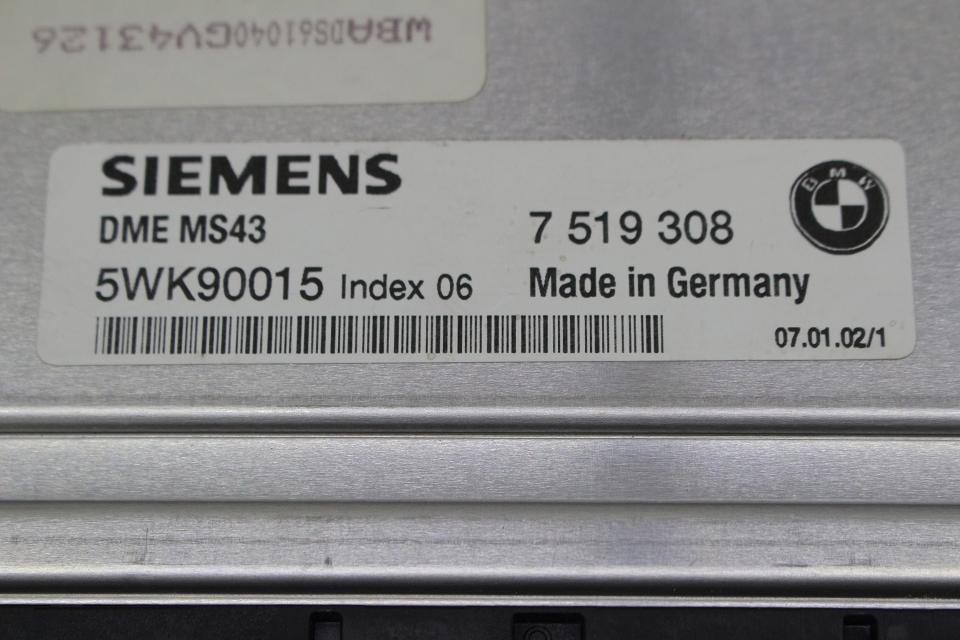 WBADS61040GV43126
SIEMENS
DME MS43
7 519 308
BMW
5WK90015 Index 06
Made in Germany
07.01.02/1